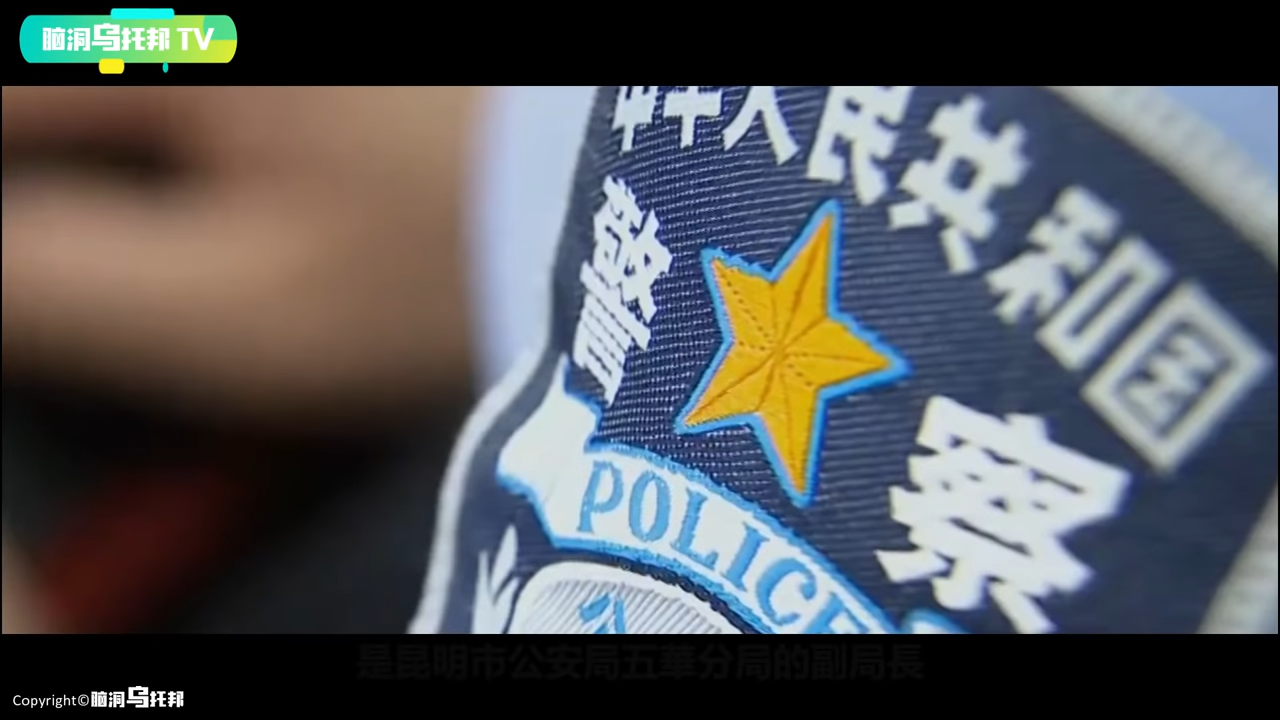 脑洞乌托邦 TV
中华人民共和国
警
察
POLICE
是昆明市公安局五華分局的副局長
Copyright©脑洞乌托邦